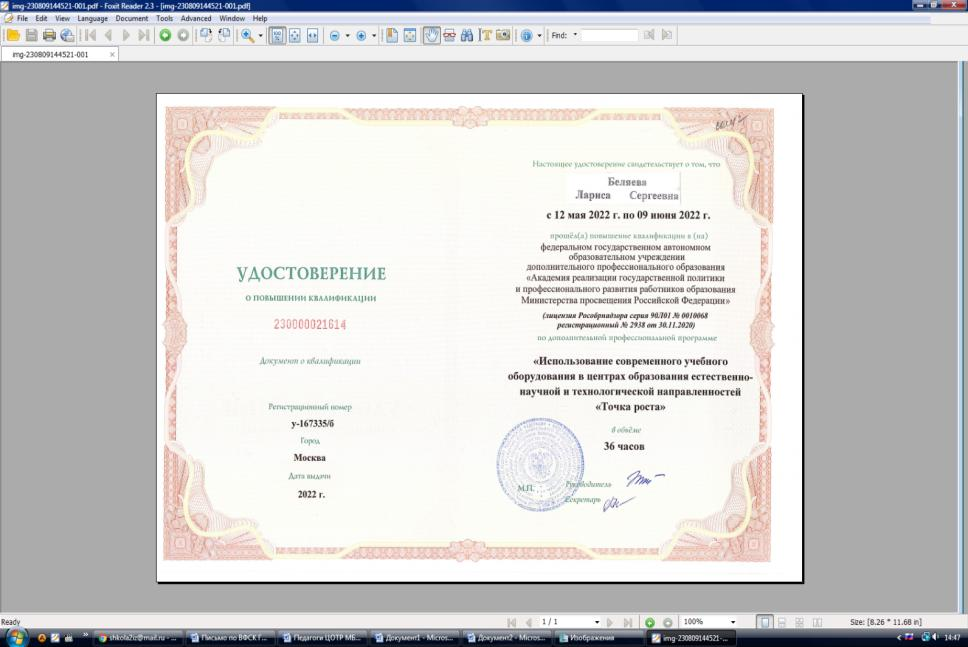 img-230809144521-001.pdf - Foxit Reader 2.3 - [img-230809144521-001.pdf]
File Edit View Language Document Tools Advanced Window Help
Find:
img-230809144521-001
Настоящее удостоверение свидетельствует о том, что
Беляева
Лариса Сергеевна
с 12 мая 2022 г. по 09 июня 2022 г.
прошёл(а) повышение квалификации в (на)
федеральном государственном автономном
образовательном учреждении
дополнительного профессионального образования
«Академия реализации государственной политики
и профессионального развития работников образования
Министерства просвещения Российской Федерации»
(лицензия Рособрнадзора серия 90Л01 № 0010068
регистрационный № 2938 от 30.11.2020)
по дополнительной профессиональной программе
«Использование современного учебного
оборудования в центрах образования естественно-
научной и технологической направленностей
«Точка роста»
в объёме
36 часов
М.П.
Руководитель
Секретарь
УДОСТОВЕРЕНИЕ
О ПОВЫШЕНИИ КВАЛИФИКАЦИИ
230000021614
Документ о квалификации
Регистрационный номер
у-167335/б
Город
Москва
Дата выдачи
2022 г.
Ready
1 / 1
100%
Size: [8.26 * 11.68 in]
shkola2iz@mail.ru - ...
Письмо по ВФСК Г...
Педагоги ЦОТР МБ...
Документ1 - Micros...
Документ2 - Micros...
Изображения
img-230809144521-...
14:47